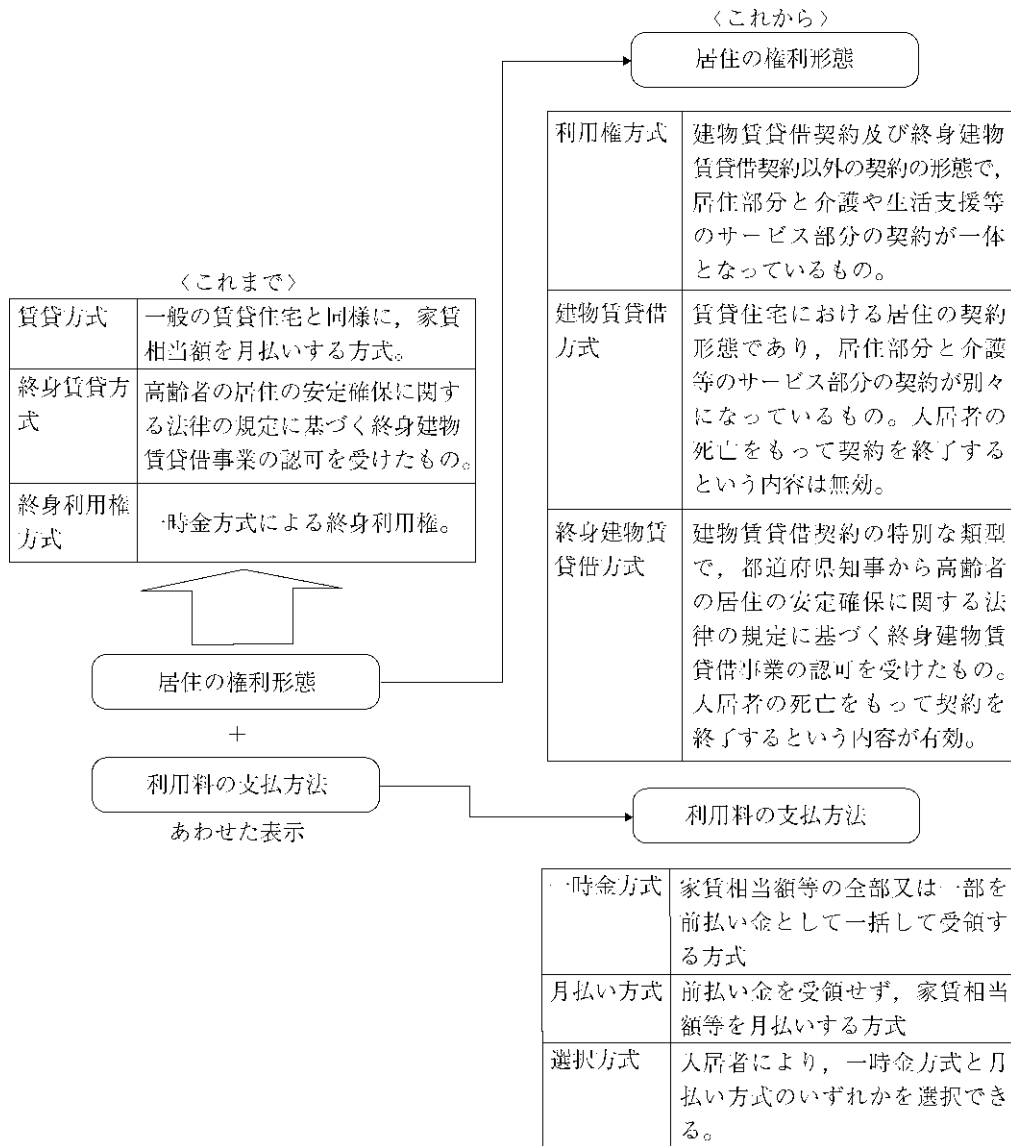 〈これまで〉
賃貸方式
一般の賃貸住宅と同様に，家賃
相当額を月払いする方式。
終身賃貸方
式
高齢者の居住の安定確保に関す
る法律の規定に基づく終身建物
賃貸借事業の認可を受けたもの。
終身利用権
方式
一時金方式による終身利用権。
居住の権利形態
＋
利用料の支払方法
あわせた表示
〈これから〉
居住の権利形態
利用権方式
建物賃貸借契約及び終身建物
賃貸借契約以外の契約の形態で，
居住部分と介護や生活支援等
のサービス部分の契約が一体
となっているもの。
建物賃貸借
方式
賃貸住宅における居住の契約
形態であり，居住部分と介護
等のサービス部分の契約が別々
になっているもの。入居者の
死亡をもって契約を終了する
という内容は無効。
終身建物賃
貸借方式
建物賃貸借契約の特別な類型
で，都道府県知事から高齢者
の居住の安定確保に関する法
律の規定に基づく終身建物賃
貸借事業の認可を受けたもの。
入居者の死亡をもって契約を
終了するという内容が有効。
利用料の支払方法
一時金方式
家賃相当額等の全部又は一部を
前払い金として一括して受領す
る方式
月払い方式
前払い金を受領せず，家賃相当
額等を月払いする方式
選択方式
入居者により，一時金方式と月
払い方式のいずれかを選択でき
る。